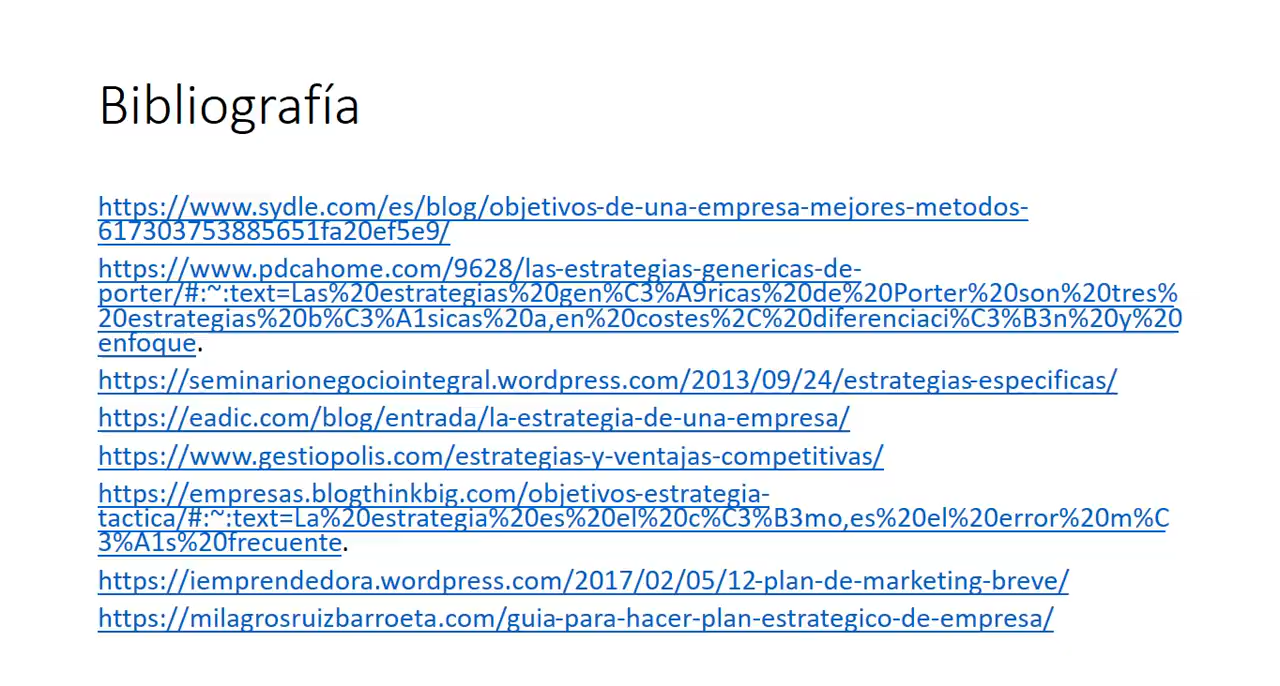 Bibliografía
https://www.sydle.com/es/blog/objetivos-de-una-empresa-mejores-metodos-
617303753885651fa20ef5e9/
https://www.pdcahome.com/9628/las-estrategias-genericas-de-
porter/#:~:text=Las%20estrategias%20gen%C3%A9ricas%20de%20Porter%20son%20tres%
20estrategias%20b%C3%A1sicas%20a,en%20costes%2C%20diferenciaci%C3%B3n%20y%20
enfoque.
https://seminarionegociointegral.wordpress.com/2013/09/24/estrategias-especificas/
https://eadic.com/blog/entrada/la-estrategia-de-una-empresa/
https://www.gestiopolis.com/estrategias-y-ventajas-competitivas/
https://empresas.blogthinkbig.com/objetivos-estrategia-
tactica/#:~:text=La%20estrategia%20es%20el%20c%C3%B3mo,es%20el%20error%20m%C
3%A1s%20frecuente.
https://iemprendedora.wordpress.com/2017/02/05/12-plan-de-marketing-breve/
https://milagrosruizbarroeta.com/guia-para-hacer-plan-estrategico-de-empresa/